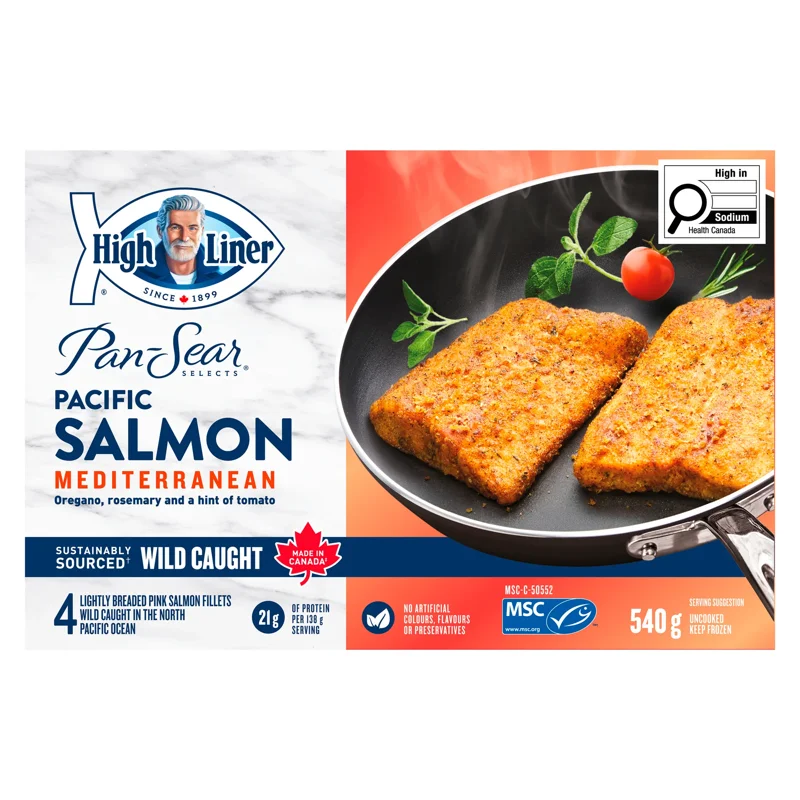 High Liner
®
SINCE 1899
Pan-Sear
SELECTS®
PACIFIC
SALMON
MEDITERRANEAN
Oregano, rosemary and a hint of tomato
SUSTAINABLY
SOURCED†
WILD CAUGHT
MADE IN
CANADA†
4
LIGHTLY BREADED PINK SALMON FILLETS
WILD CAUGHT IN THE NORTH
PACIFIC OCEAN
21g
OF PROTEIN
PER 138 g
SERVING
High in
Sodium
Health Canada
NO ARTIFICIAL
COLOURS, FLAVOURS
OR PRESERVATIVES
MSC-C-50552
MSC
www.msc.org
™
540 g
SERVING SUGGESTION
UNCOOKED
KEEP FROZEN